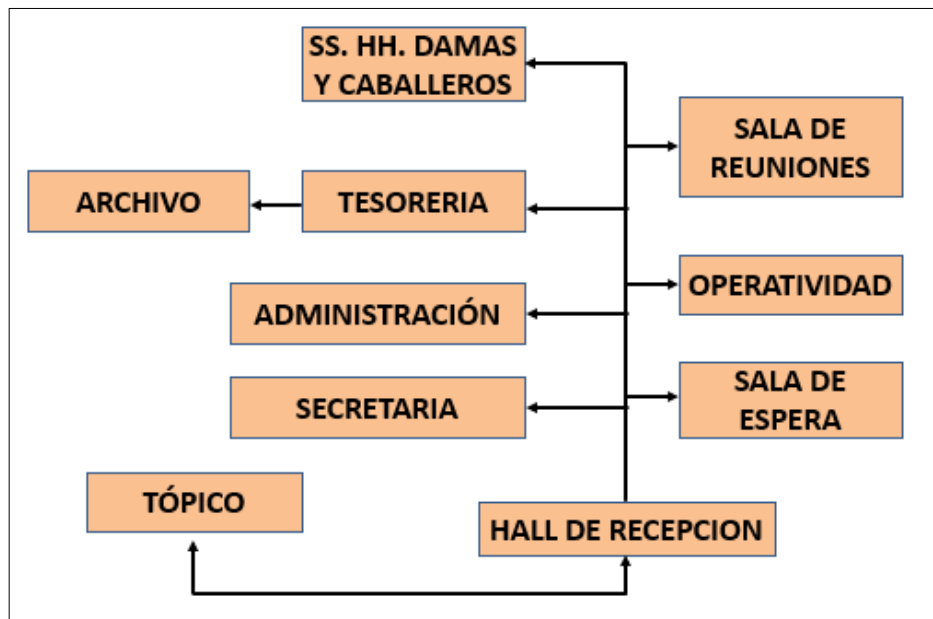 SS. HH. DAMAS
Y CABALLEROS
SALA DE
REUNIONES
ARCHIVO
TESORERIA
OPERATIVIDAD
ADMINISTRACIÓN
SALA DE
ESPERA
SECRETARIA
TÓPICO
HALL DE RECEPCION